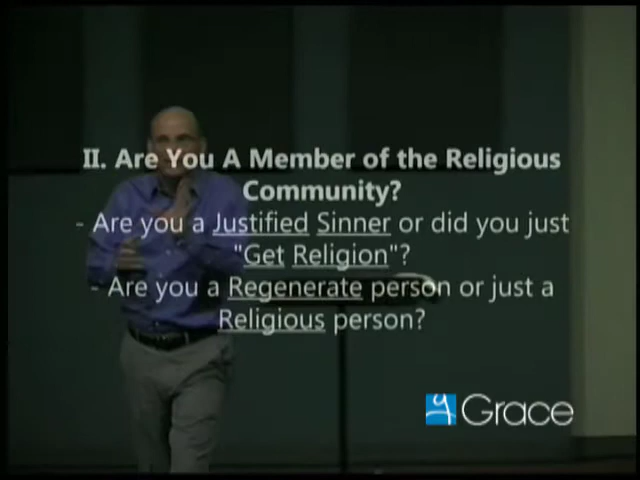 II. Are You A Member of the Religious
Community?
- Are you a Justified Sinner or did you just
"Get Religion"?
- Are you a Regenerate person or just a
Religious person?
Grace